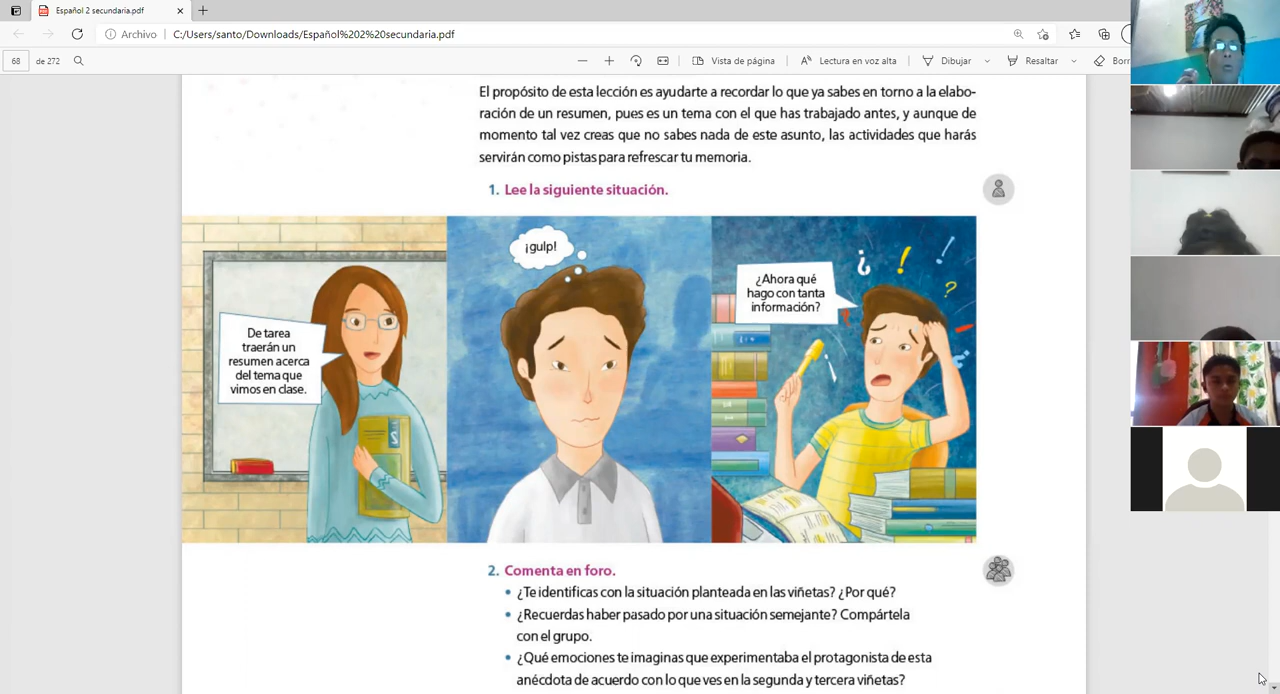 Español 2 secundaria.pdf
Archivo C:/Users/santo/Downloads/Español%202%20secundaria.pdf
68 de 272 Vista de página Lectura en voz alta Dibujar Resaltar Borr
El propósito de esta lección es ayudarte a recordar lo que ya sabes en torno a la elabo-
ración de un resumen, pues es un tema con el que has trabajado antes, y aunque de
momento tal vez creas que no sabes nada de este asunto, las actividades que harás
servirán como pistas para refrescar tu memoria.
1. Lee la siguiente situación.
De tarea
traerán un
resumen acerca
del tema que
vimos en clase.
2
¡gulp!
¿Ahora qué
hago con tanta
información?
¿ ! ! ?
2. Comenta en foro.
• ¿Te identificas con la situación planteada en las viñetas? ¿Por qué?
• ¿Recuerdas haber pasado por una situación semejante? Compártela
con el grupo.
• ¿Qué emociones te imaginas que experimentaba el protagonista de esta
anécdota de acuerdo con lo que ves en la segunda y tercera viñetas?